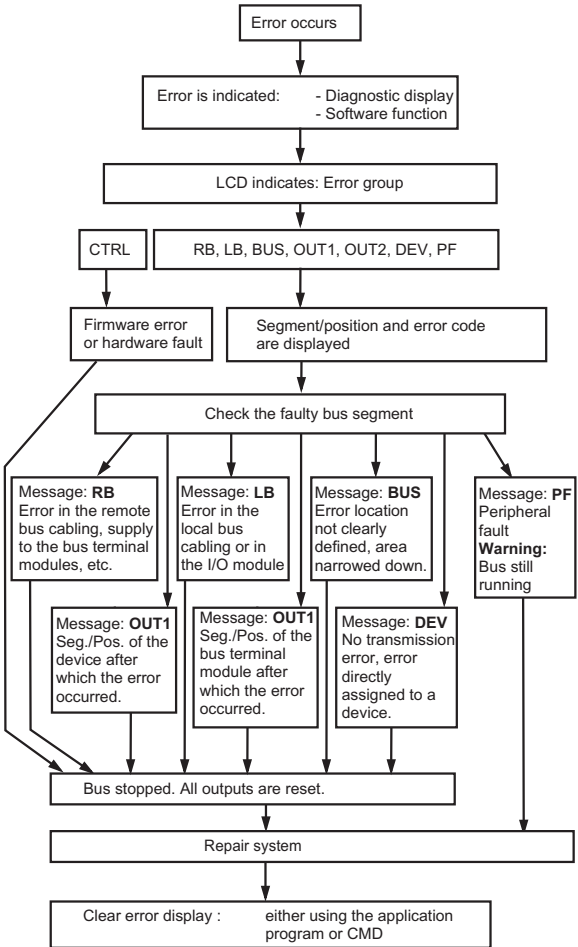 Error occurs
Error is indicated: - Diagnostic display
- Software function
LCD indicates: Error group
CTRL
RB, LB, BUS, OUT1, OUT2, DEV, PF
Firmware error
or hardware fault
Segment/position and error code
are displayed
Check the faulty bus segment
Message: RB
Error in the remote
bus cabling, supply
to the bus terminal
modules, etc.
Message: LB
Error in the
local bus
cabling or in
the I/O module
Message: BUS
Error location
not clearly
defined, area
narrowed down.
Message: PF
Peripheral
fault
Warning:
Bus still
running
Message: OUT1
Seg./Pos. of the
device after
which the error
occurred.
Message: OUT1
Seg./Pos. of the
bus terminal
module after
which the error
occurred.
Message: DEV
No transmission
error, error
directly
assigned to a
device.
Bus stopped. All outputs are reset.
Repair system
Clear error display : either using the application
program or CMD